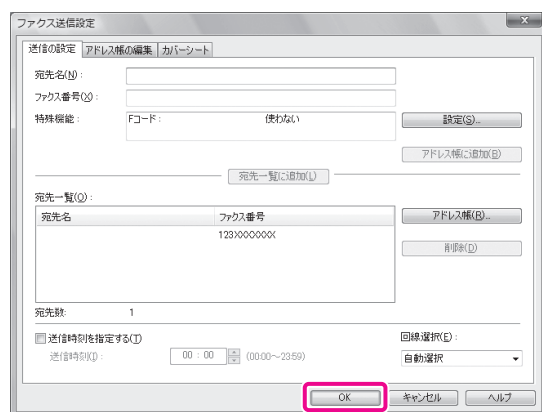 ファクス送信設定
送信の設定 アドレス帳の編集 カバーシート
宛先名(N) :
ファクス番号(X) :
特殊機能 : Fコード : 使わない 設定(S)...
アドレス帳に追加(B)
宛先一覧に追加(L)
宛先一覧(O) :
宛先名 ファクス番号 アドレス帳(R)...
123XXXXXXX
削除(D)
宛先数: 1
送信時刻を指定する(T) 回線選択(E) :
送信時刻(I) : 00 : 00 (00:00~23:59) 自動選択
OK キャンセル ヘルプ